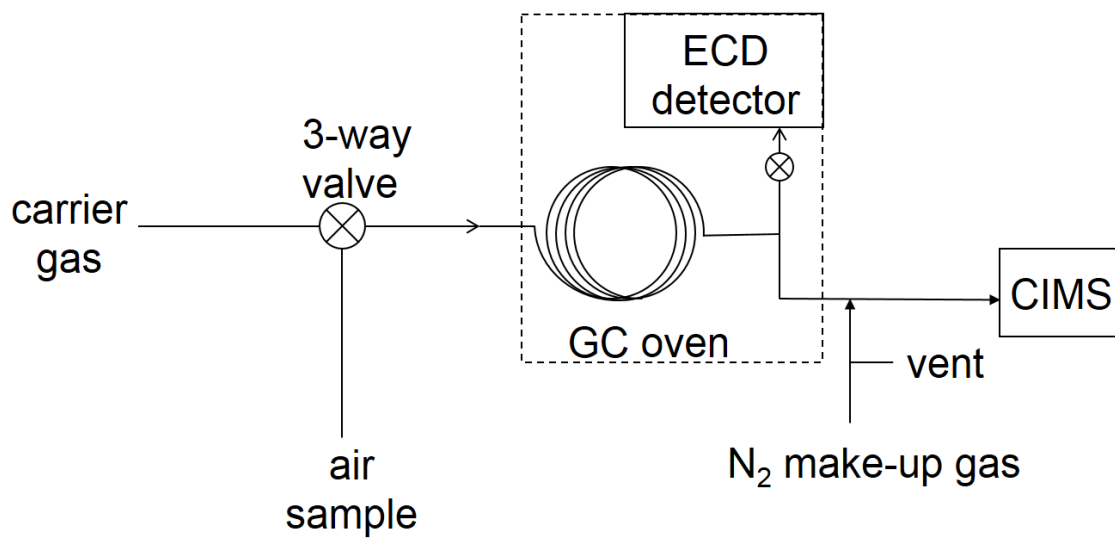 ECD
detector
3-way
valve
carrier
gas
CIMS
GC oven
vent
N₂ make-up gas
air
sample